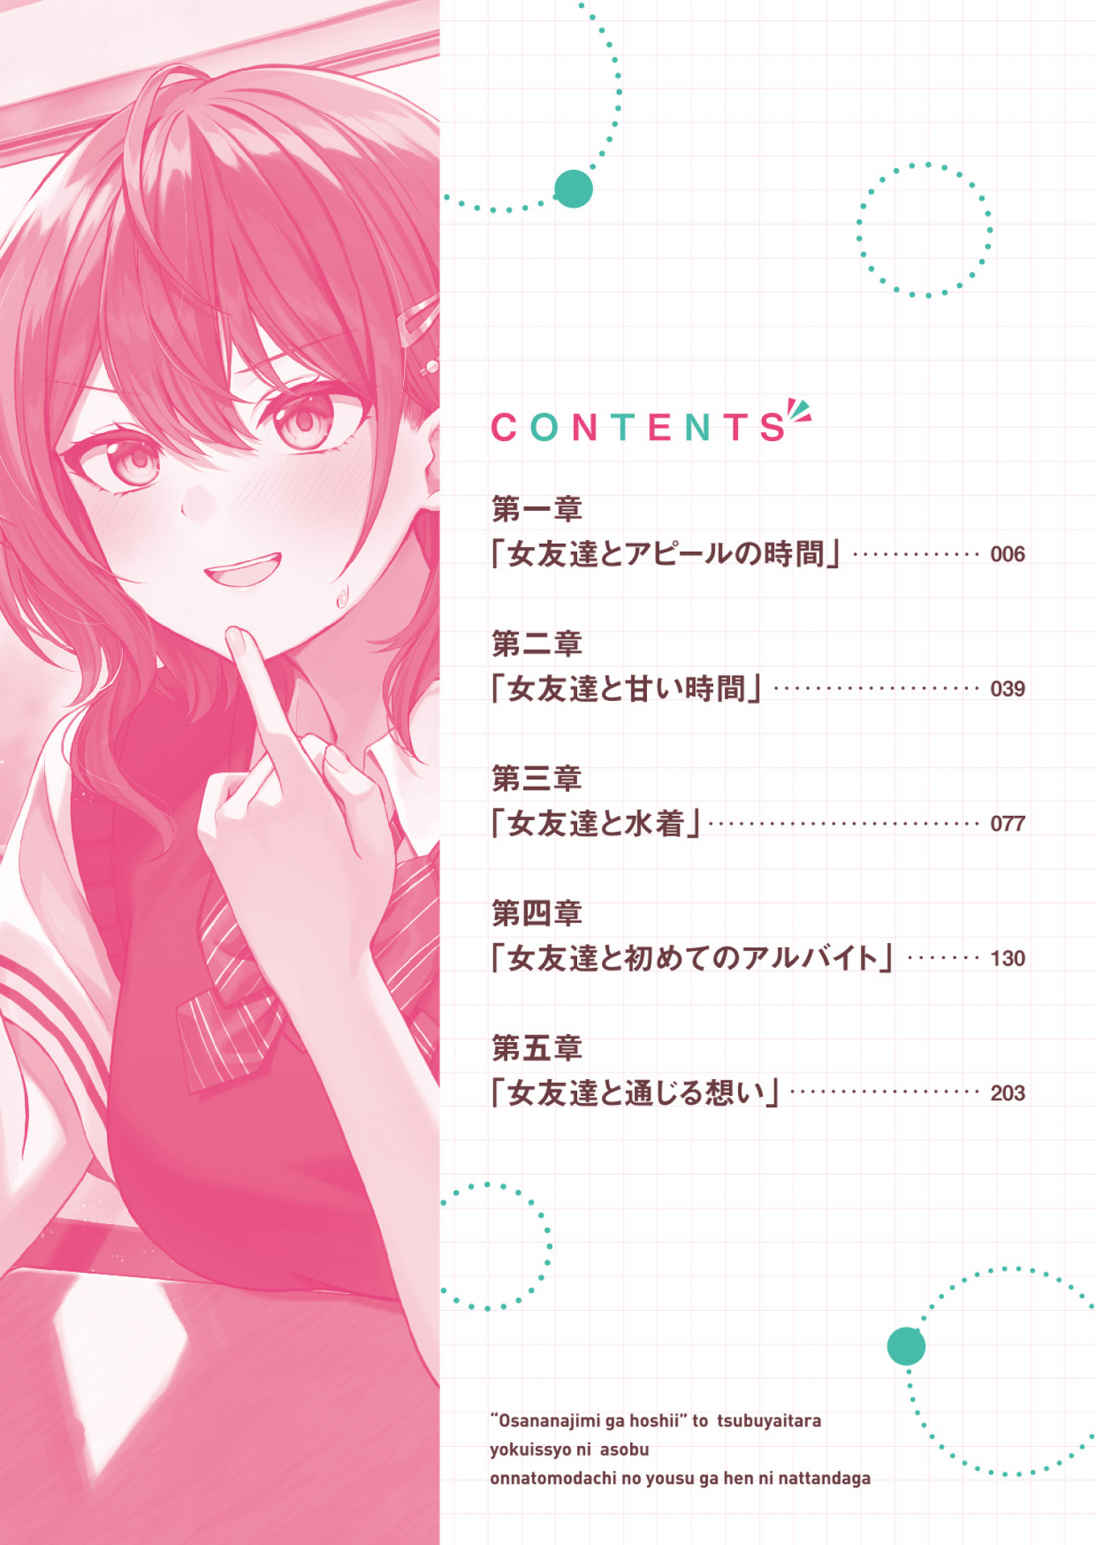 CONTENTS
第一章
「女友達とアピールの時間」 ············· 006
第二章
「女友達と甘い時間」 ····················· 039
第三章
「女友達と水着」 ··························· 077
第四章
「女友達と初めてのアルバイト」 ······· 130
第五章
「女友達と通じる想い」 ··················· 203
“Osananajimi ga hoshii” to tsubuyaitara
yokuissyo ni asobu
onnatomodachi no yousu ga hen ni nattandaga